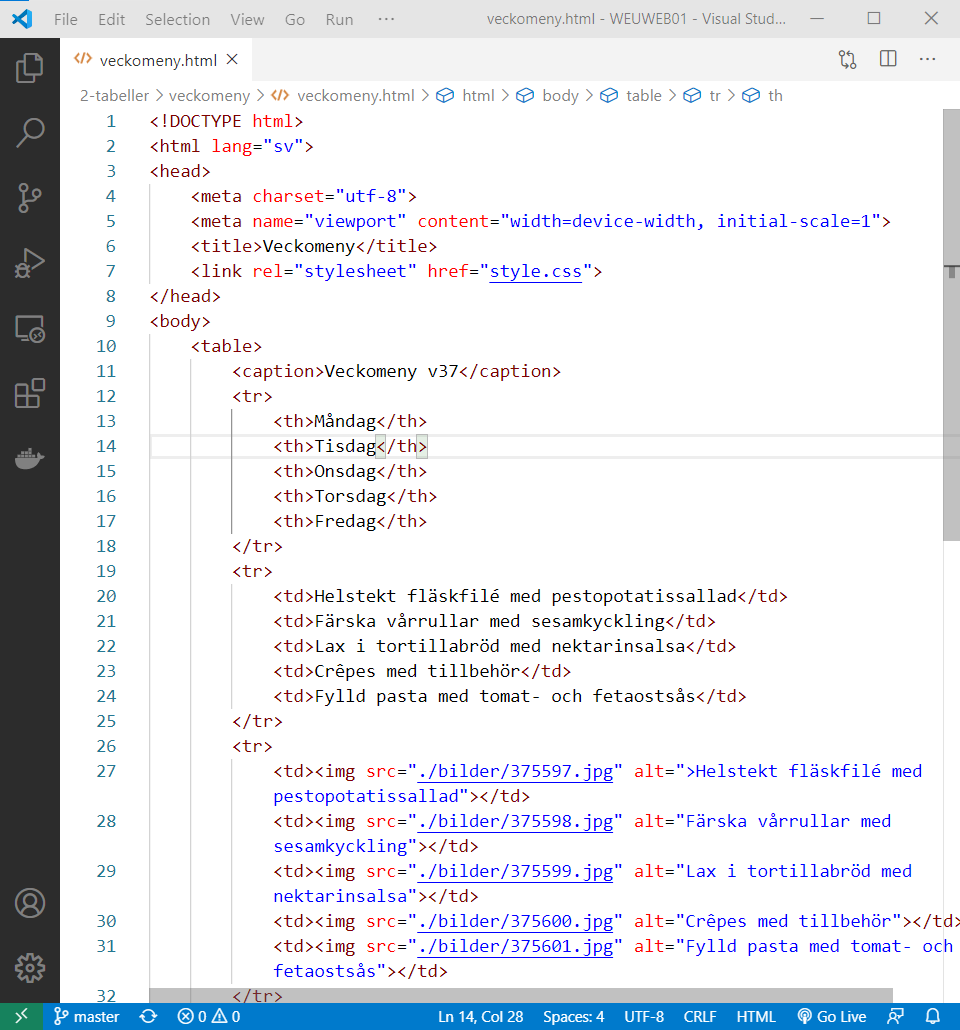 File Edit Selection View Go Run ··· veckomeny.html - WEUWEB01 - Visual Stud...
veckomeny.html
2-tabeller > veckomeny > veckomeny.html > html > body > table > tr > th
1 <!DOCTYPE html>
2 <html lang="sv">
3 <head>
4 <meta charset="utf-8">
5 <meta name="viewport" content="width=device-width, initial-scale=1">
6 <title>Veckomeny</title>
7 <link rel="stylesheet" href="style.css">
8 </head>
9 <body>
10 <table>
11 <caption>Veckomeny v37</caption>
12 <tr>
13 <th>Måndag</th>
14 <th>Tisdag</th>
15 <th>Onsdag</th>
16 <th>Torsdag</th>
17 <th>Fredag</th>
18 </tr>
19 <tr>
20 <td>Helstekt fläskfilé med pestopotatissallad</td>
21 <td>Färska vårrullar med sesamkyckling</td>
22 <td>Lax i tortillabröd med nektarinsalsa</td>
23 <td>Crêpes med tillbehör</td>
24 <td>Fylld pasta med tomat- och fetaostsås</td>
25 </tr>
26 <tr>
27 <td><img src="./bilder/375597.jpg" alt=">Helstekt fläskfilé med
pestopotatissallad"></td>
28 <td><img src="./bilder/375598.jpg" alt="Färska vårrullar med
sesamkyckling"></td>
29 <td><img src="./bilder/375599.jpg" alt="Lax i tortillabröd med
nektarinsalsa"></td>
30 <td><img src="./bilder/375600.jpg" alt="Crêpes med tillbehör"></td>
31 <td><img src="./bilder/375601.jpg" alt="Fylld pasta med tomat- och
fetaostsås"></td>
32 </tr>
master 0 0 Ln 14, Col 28 Spaces: 4 UTF-8 CRLF HTML Go Live